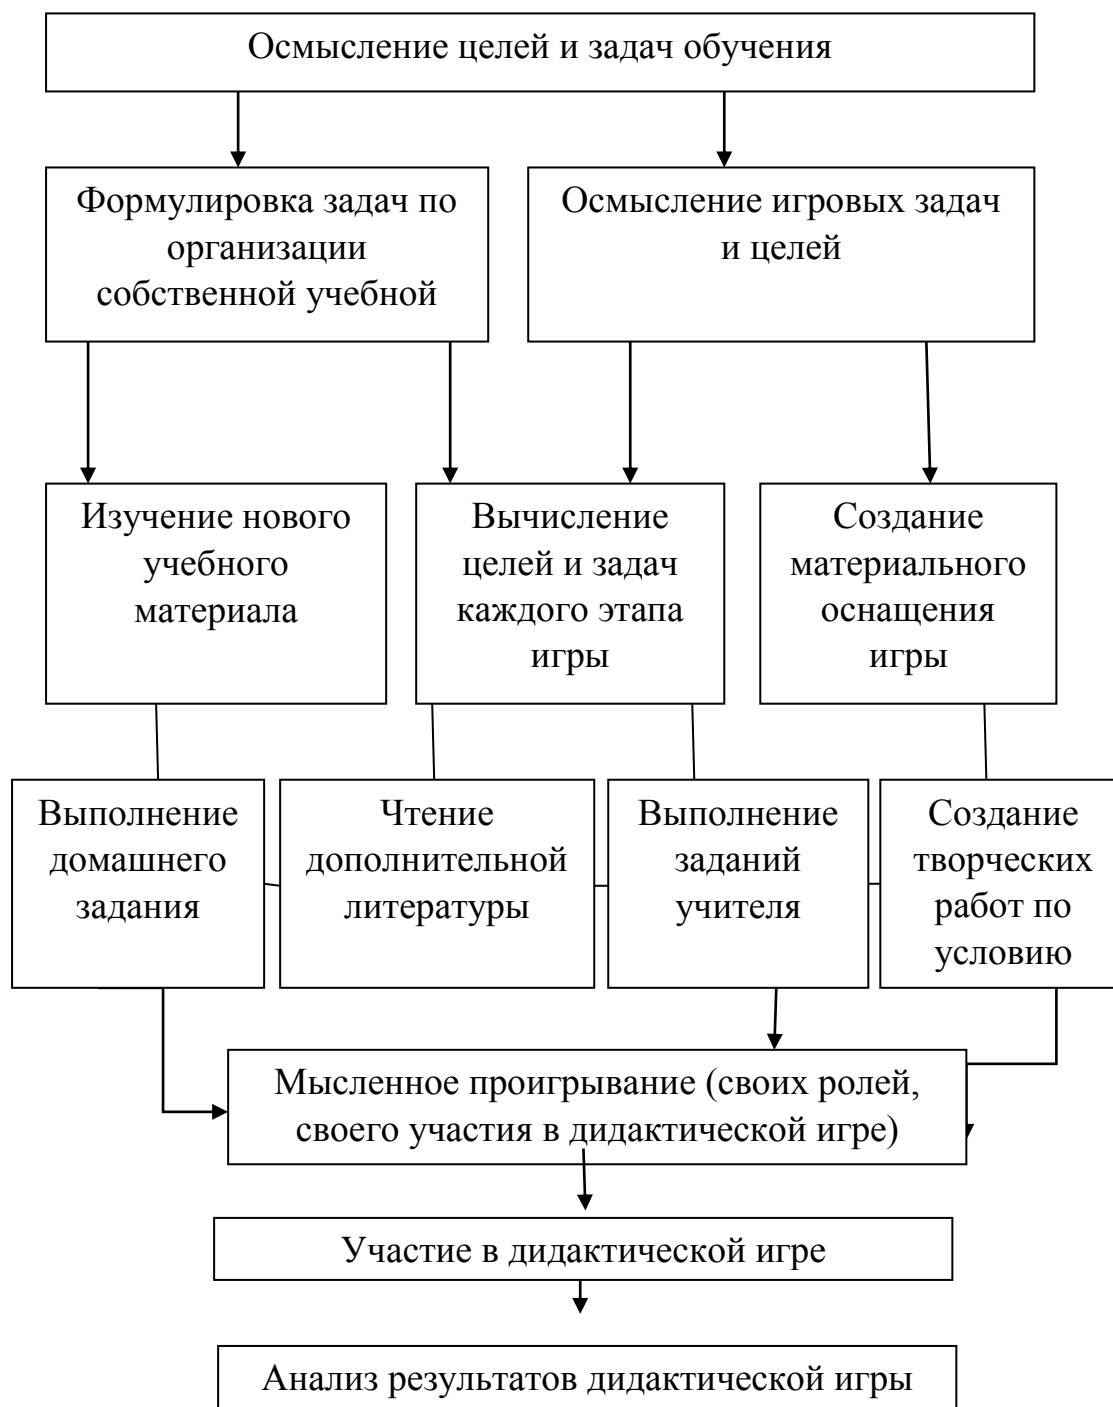 Осмысление целей и задач обучения
Формулировка задач по
организации
собственной учебной
Осмысление игровых задач
и целей
Изучение нового
учебного
материала
Вычисление
целей и задач
каждого этапа
игры
Создание
материального
оснащения
игры
Выполнение
домашнего
задания
Чтение
дополнительной
литературы
Выполнение
заданий
учителя
Создание
творческих
работ по
условию
Мысленное проигрывание (своих ролей,
своего участия в дидактической игре)
Участие в дидактической игре
Анализ результатов дидактической игры